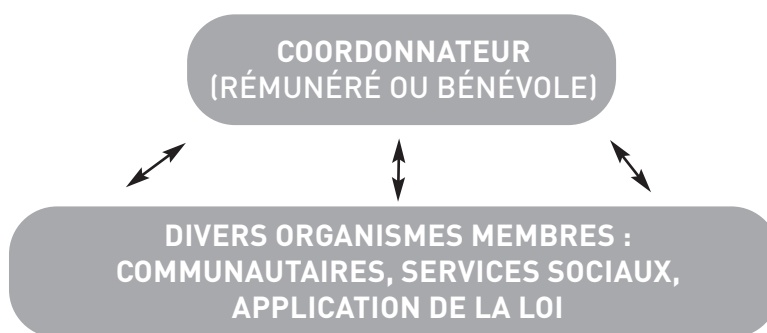 COORDONNATEUR
(RÉMUNÉRÉ OU BÉNÉVOLE)
DIVERS ORGANISMES MEMBRES :
COMMUNAUTAIRES, SERVICES SOCIAUX,
APPLICATION DE LA LOI